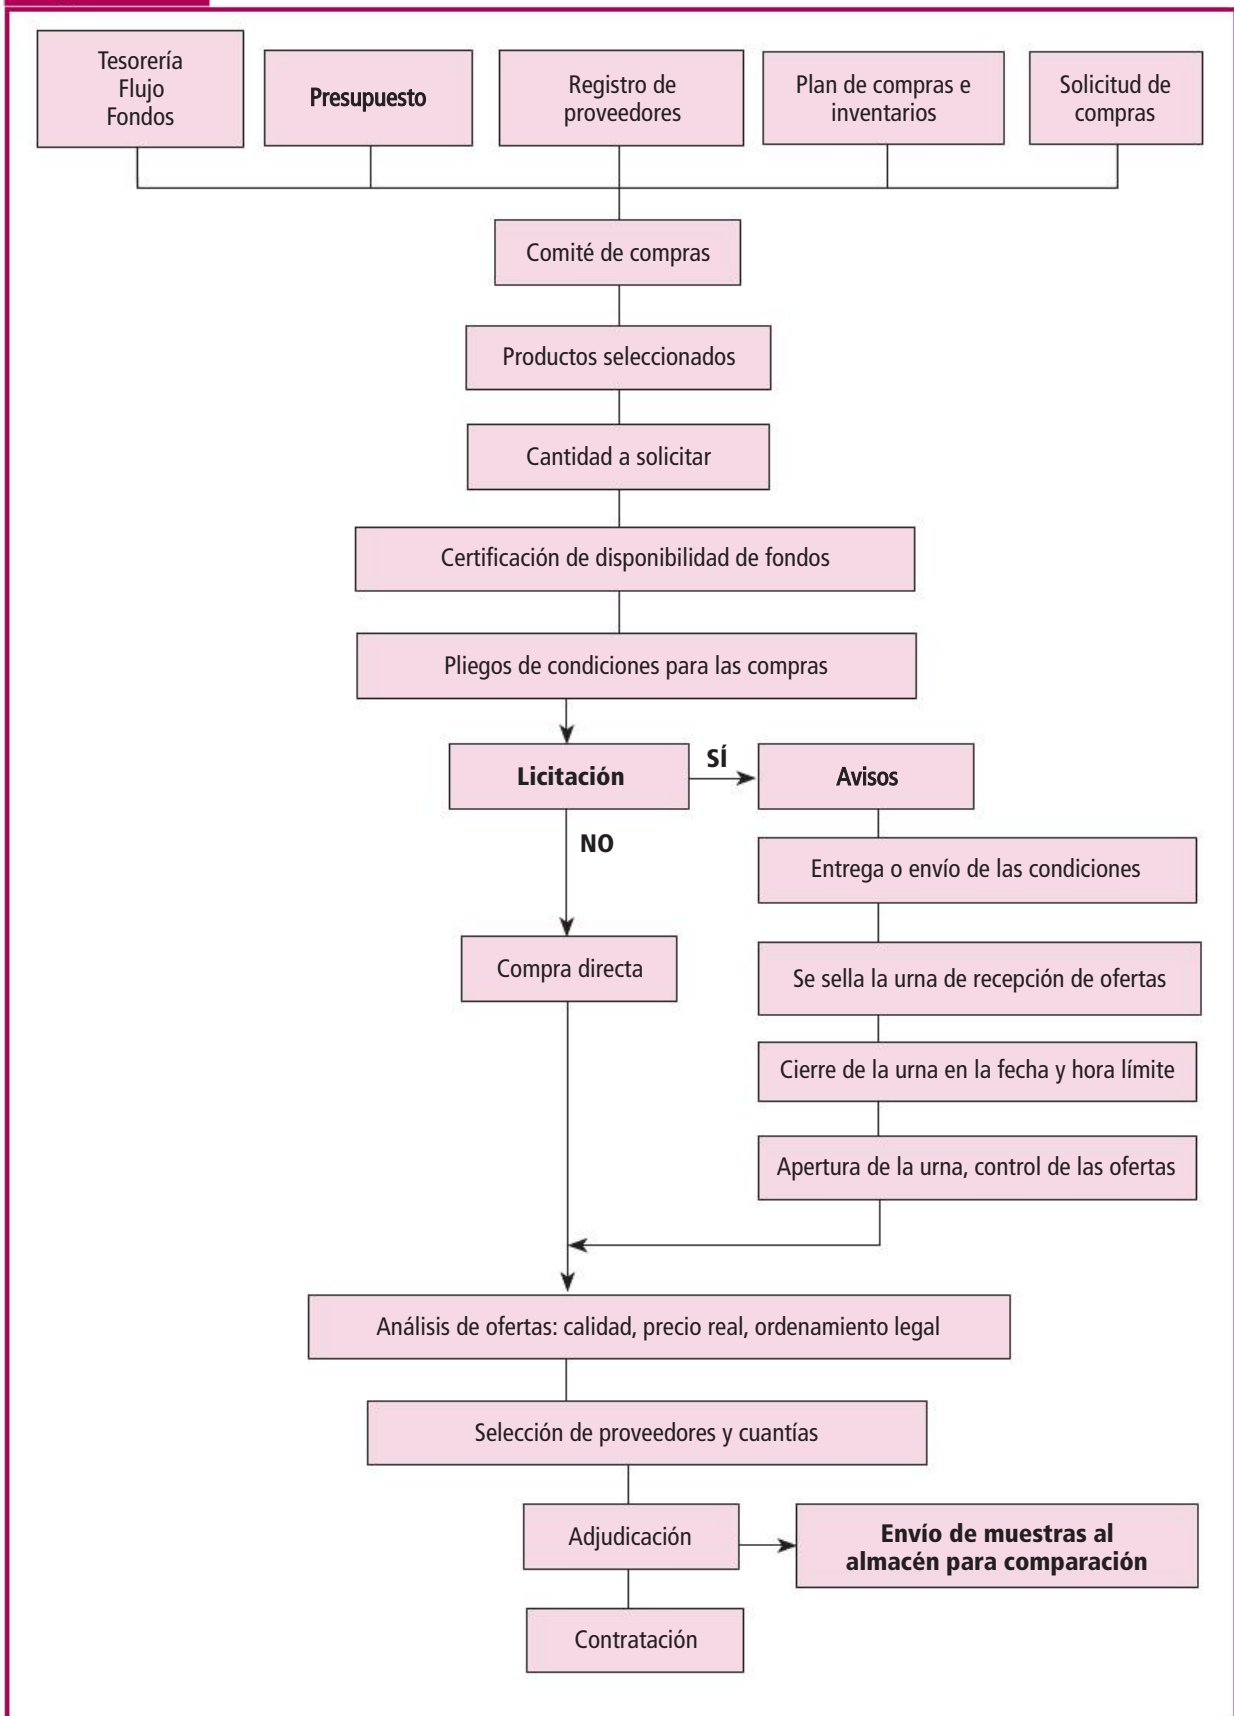 Tesorería
Flujo
Fondos
Presupuesto
Registro de
proveedores
Plan de compras e
inventarios
Solicitud de
compras
Comité de compras
Productos seleccionados
Cantidad a solicitar
Certificación de disponibilidad de fondos
Pliegos de condiciones para las compras
Licitación
SÍ
Avisos
NO
Entrega o envío de las condiciones
Compra directa
Se sella la urna de recepción de ofertas
Cierre de la urna en la fecha y hora límite
Apertura de la urna, control de las ofertas
Análisis de ofertas: calidad, precio real, ordenamiento legal
Selección de proveedores y cuantías
Adjudicación
Envío de muestras al
almacén para comparación
Contratación